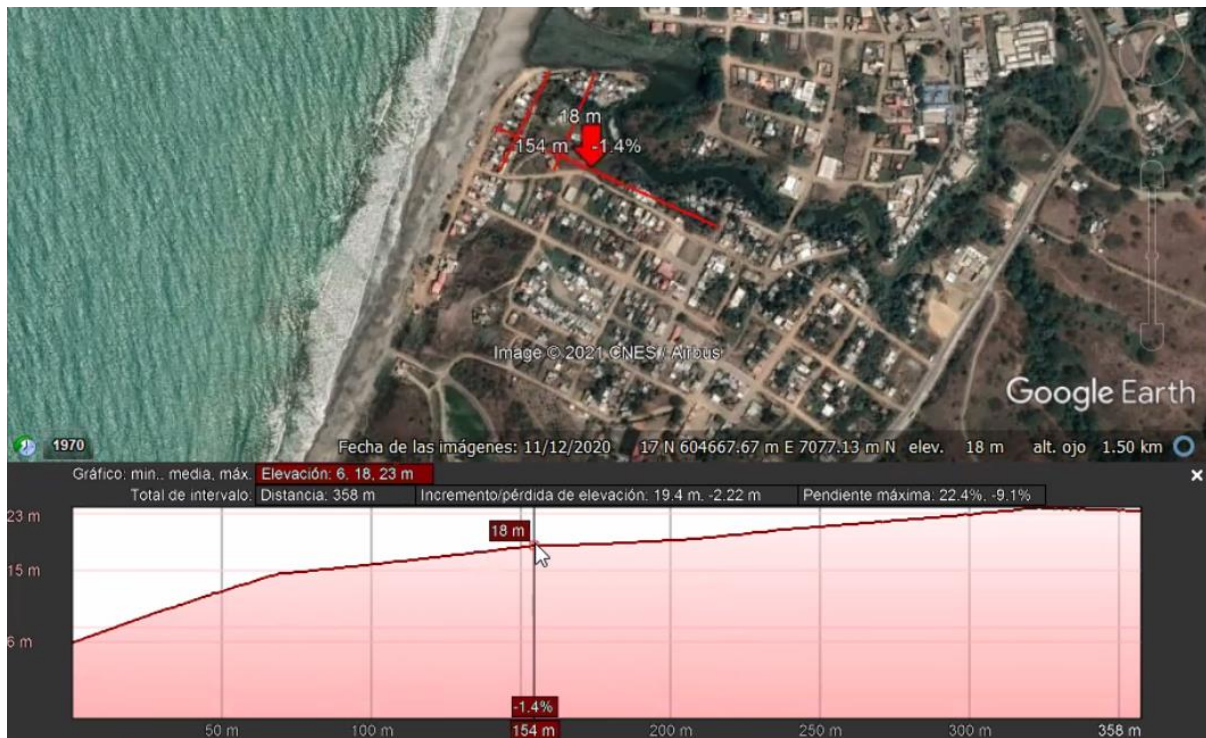 18 m
154 m -1.4%
Image © 2021 CNES / Airbus
Google Earth
1970 Fecha de las imágenes: 11/12/2020 17 N 604667.67 m E 7077.13 m N elev. 18 m alt. ojo 1.50 km
Gráfico: min.. media, máx. Elevación: 6, 18, 23 m
Total de intervalo: Distancia: 358 m Incremento/pérdida de elevación: 19.4 m. -2.22 m Pendiente máxima: 22.4%. -9.1%
23 m
18 m
15 m
6 m
-1.4%
50 m 100 m 154 m 200 m 250 m 300 m 358 m